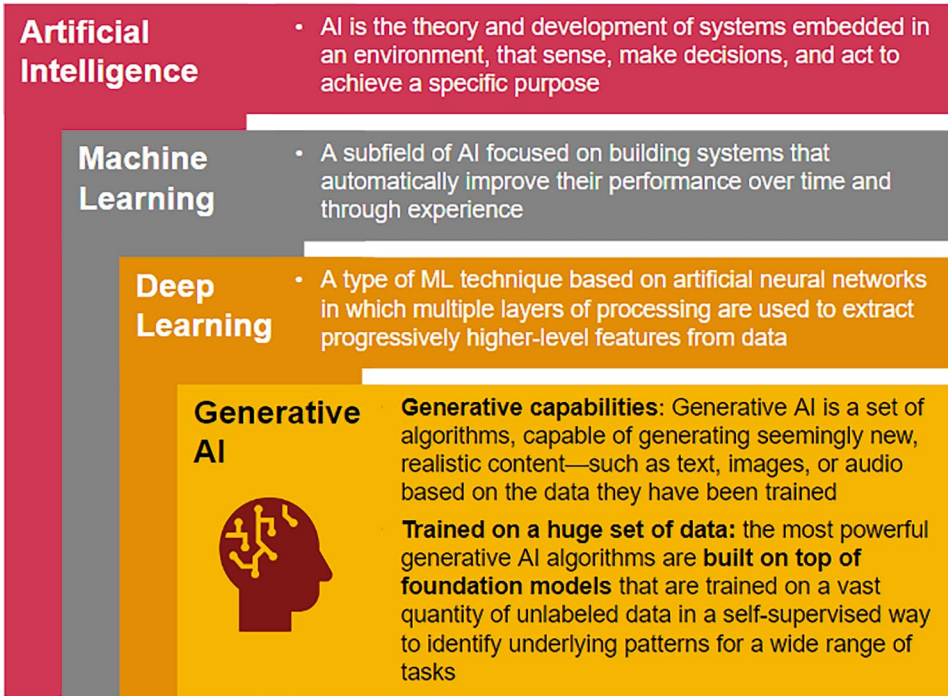 Artificial
Intelligence
• AI is the theory and development of systems embedded in
an environment, that sense, make decisions, and act to
achieve a specific purpose
Machine
Learning
• A subfield of AI focused on building systems that
automatically improve their performance over time and
through experience
Deep
Learning
• A type of ML technique based on artificial neural networks
in which multiple layers of processing are used to extract
progressively higher-level features from data
Generative
AI
Generative capabilities: Generative AI is a set of
algorithms, capable of generating seemingly new,
realistic content—such as text, images, or audio
based on the data they have been trained
Trained on a huge set of data: the most powerful
generative AI algorithms are built on top of
foundation models that are trained on a vast
quantity of unlabeled data in a self-supervised way
to identify underlying patterns for a wide range of
tasks